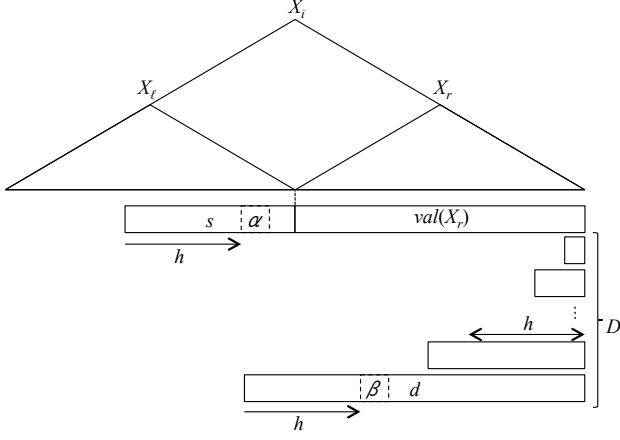 X_i
X_ℓ X_r
s α val(X_r)
h
⋮
h
D
β d
h